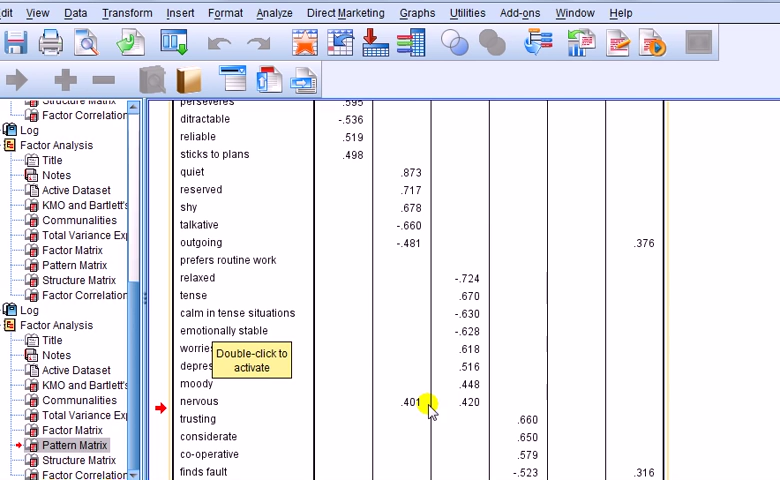 dit View Data Transform Insert Format Analyze Direct Marketing Graphs Utilities Add-ons Window Help
Structure Matrix
Factor Correlation
Log
Factor Analysis
Title
Notes
Active Dataset
KMO and Bartlett's
Communalities
Total Variance Exp
Factor Matrix
Pattern Matrix
Structure Matrix
Factor Correlation
Log
Factor Analysis
Title
Notes
Active Dataset
KMO and Bartlett's
Communalities
Total Variance Exp
Factor Matrix
Pattern Matrix
Structure Matrix
Factor Correlation
perseveres .595
ditractable -.536
reliable .519
sticks to plans .498
quiet .873
reserved .717
shy .678
talkative -.660
outgoing -.481 .376
prefers routine work
relaxed -.724
tense .670
calm in tense situations -.630
emotionally stable -.628
worries .618
depres .516
moody .448
nervous .401 .420
trusting .660
considerate .650
co-operative .579
finds fault -.523 .316
Double-click to
activate